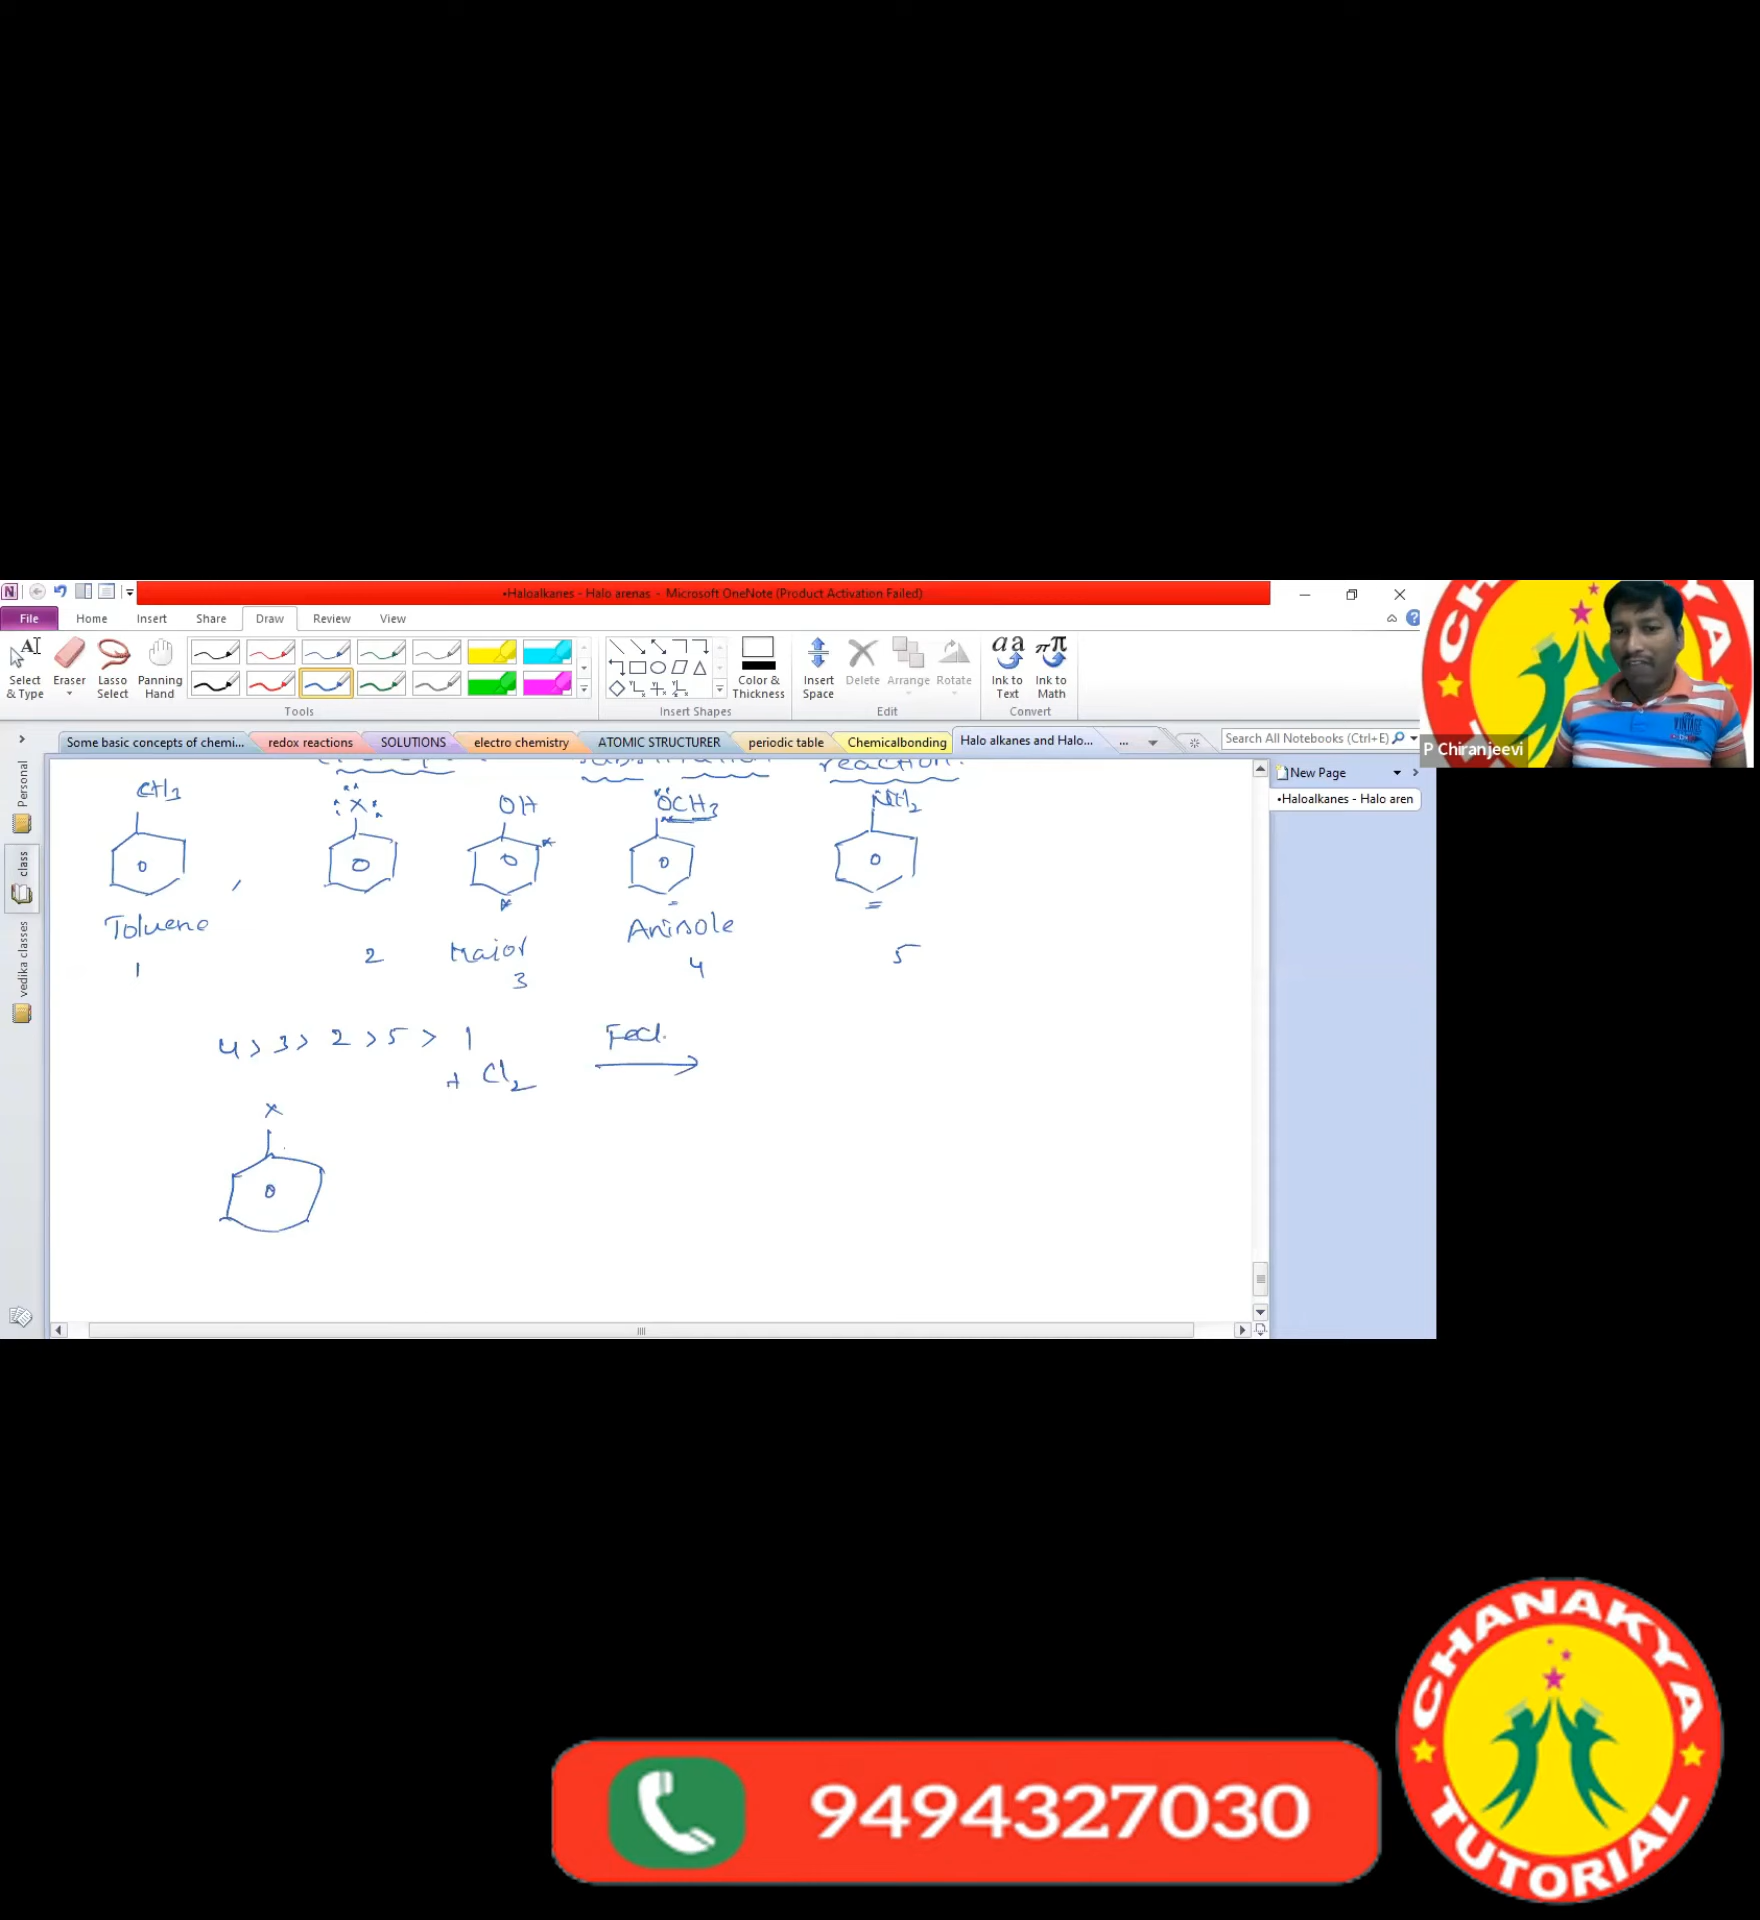 •Haloalkanes - Halo arenas - Microsoft OneNote (Product Activation Failed)
File Home Insert Share Draw Review View
Select & Type
Eraser
Lasso Select
Panning Hand
Tools
Insert Shapes
Color & Thickness
Insert Space
Delete
Arrange
Rotate
Edit
Ink to Text
Ink to Math
Convert
CHANAKYA
VINTAGE
P Chiranjeevi
Some basic concepts of chemi... redox reactions SOLUTIONS electro chemistry ATOMIC STRUCTURER periodic table Chemicalbonding Halo alkanes and Halo... ...
Search All Notebooks (Ctrl+E)
New Page
•Haloalkanes - Halo aren
Personal
class
vedika classes
substitution reaction.
CH3 X OH OCH3 NH2
Toluene Anisole
Major
1 2 3 4 5
4 > 3 > 2 > 5 > 1
+ Cl2
X
9494327030
CHANAKYA TUTORIAL